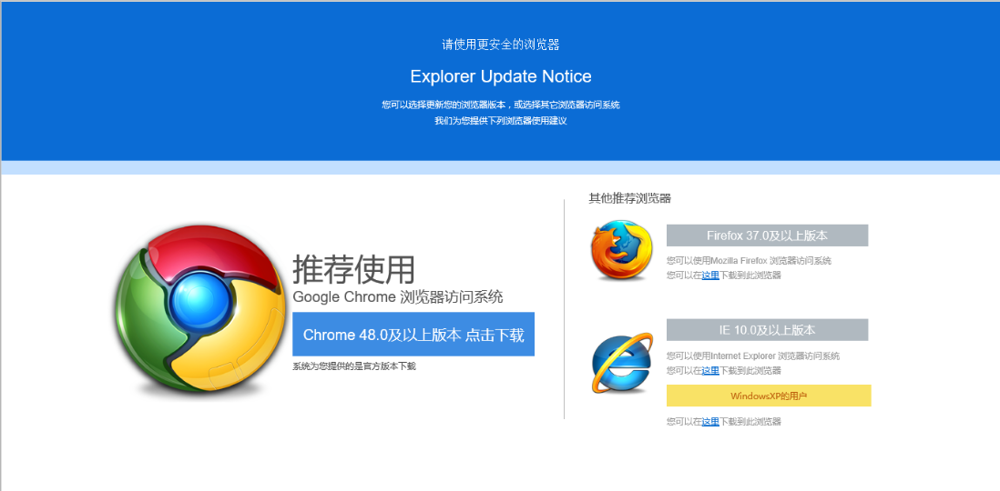 请使用更安全的浏览器
Explorer Update Notice
您可以选择更新您的浏览器版本，或选择其它浏览器访问系统
我们为您提供下列浏览器使用建议
推荐使用
Google Chrome 浏览器访问系统
Chrome 48.0及以上版本 点击下载
系统为您提供的是官方版本下载
其他推荐浏览器
Firefox 37.0及以上版本
您可以使用Mozilla Firefox 浏览器访问系统
您可以在这里下载到此浏览器
IE 10.0及以上版本
您可以使用Internet Explorer 浏览器访问系统
您可以在这里下载到此浏览器
WindowsXP的用户
您可以在这里下载到此浏览器